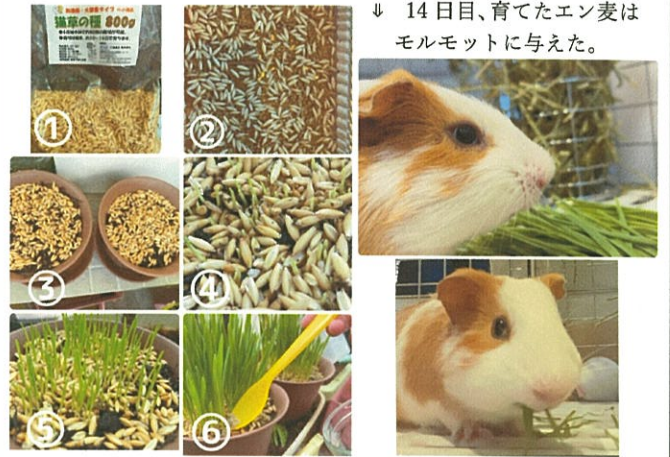 猫草の種 800g
①
②
③
④
⑤
⑥
⇓ 14日目、育てたエン麦は
モルモットに与えた。